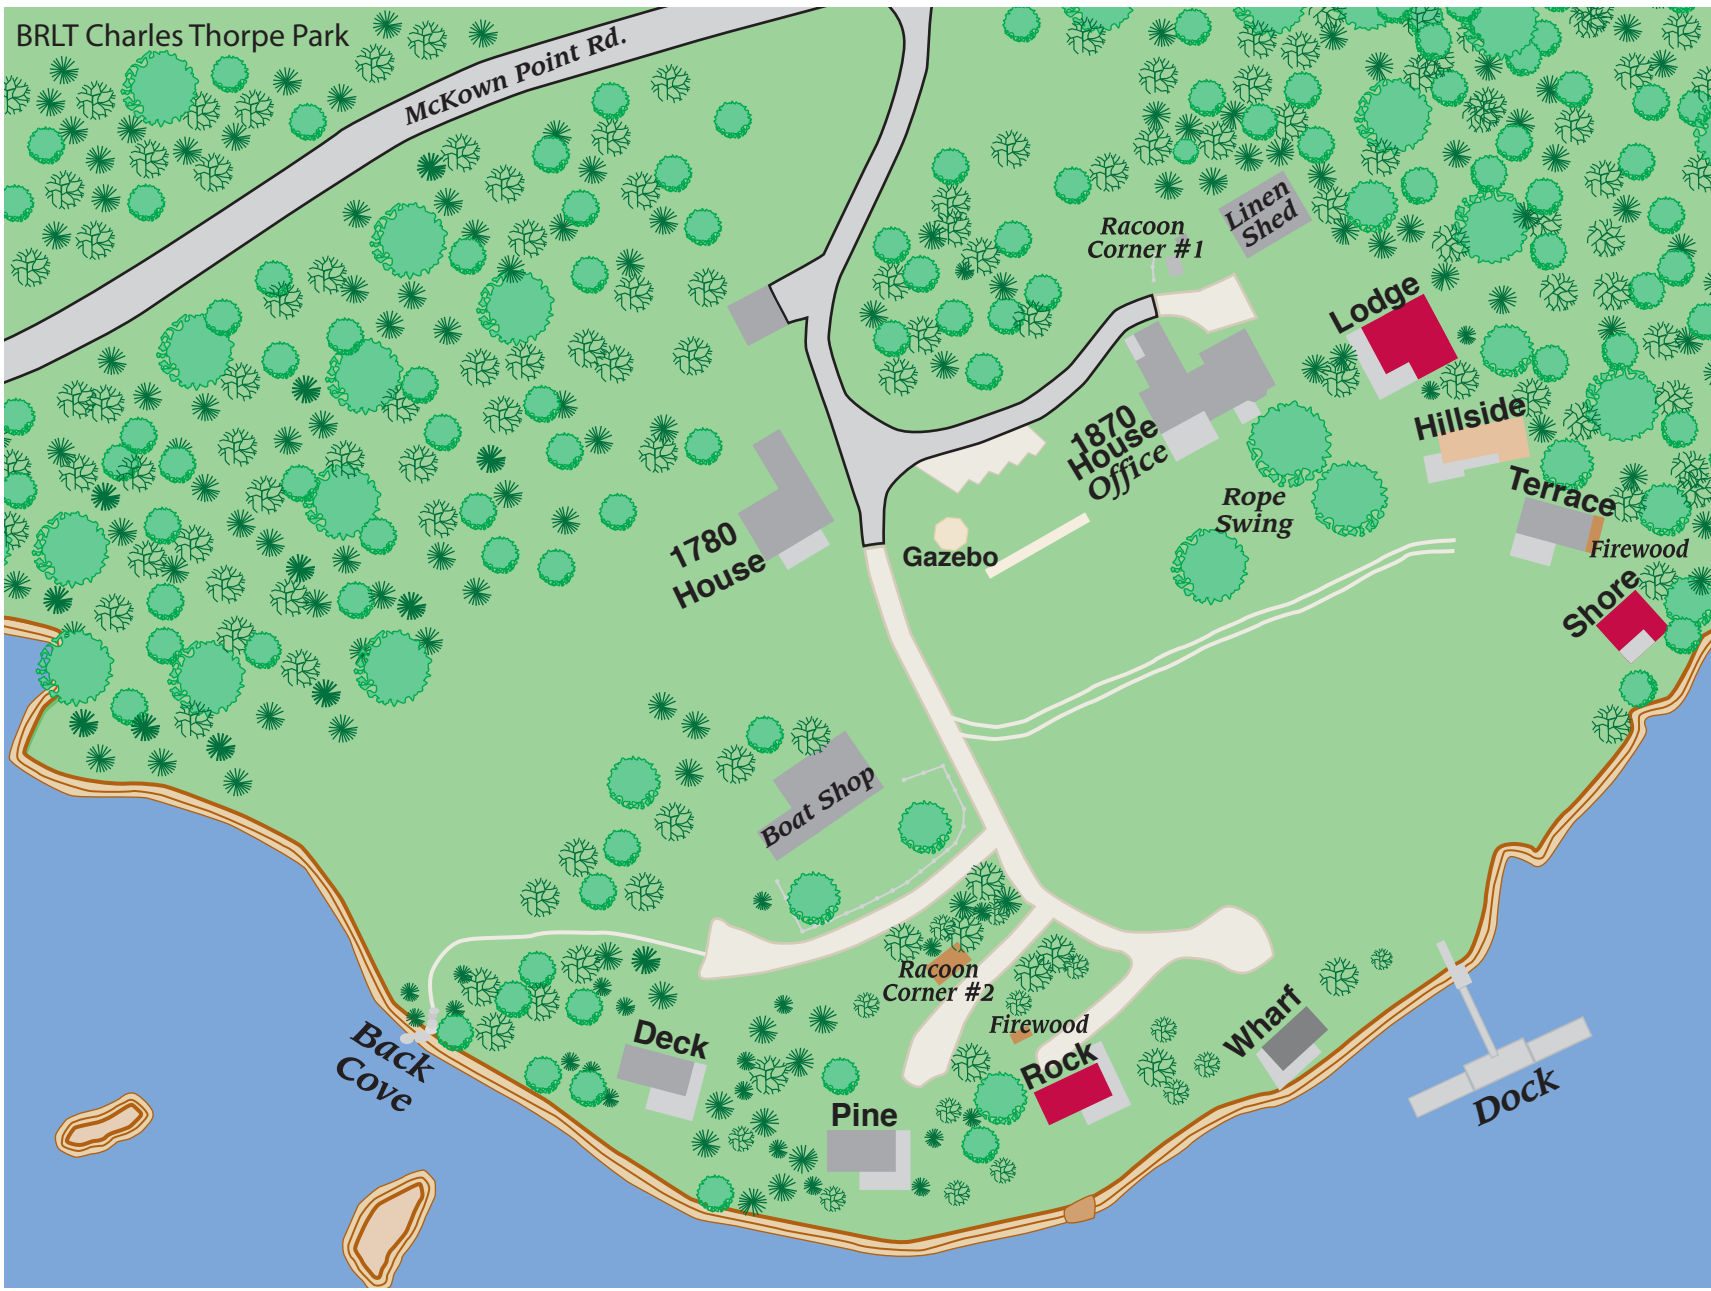 BRLT Charles Thorpe Park
McKown Point Rd.
Linen
Shed
Racoon
Corner #1
Lodge
Hillside
1870
House
Office
Terrace
Rope
Swing
1780
House
Gazebo
Firewood
Shore
Boat Shop
Racoon
Corner #2
Firewood
Wharf
Back
Cove
Deck
Rock
Dock
Pine